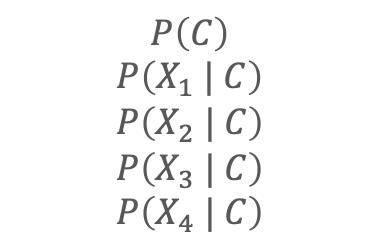 P(C)
P(X₁ | C)
P(X₂ | C)
P(X₃ | C)
P(X₄ | C)